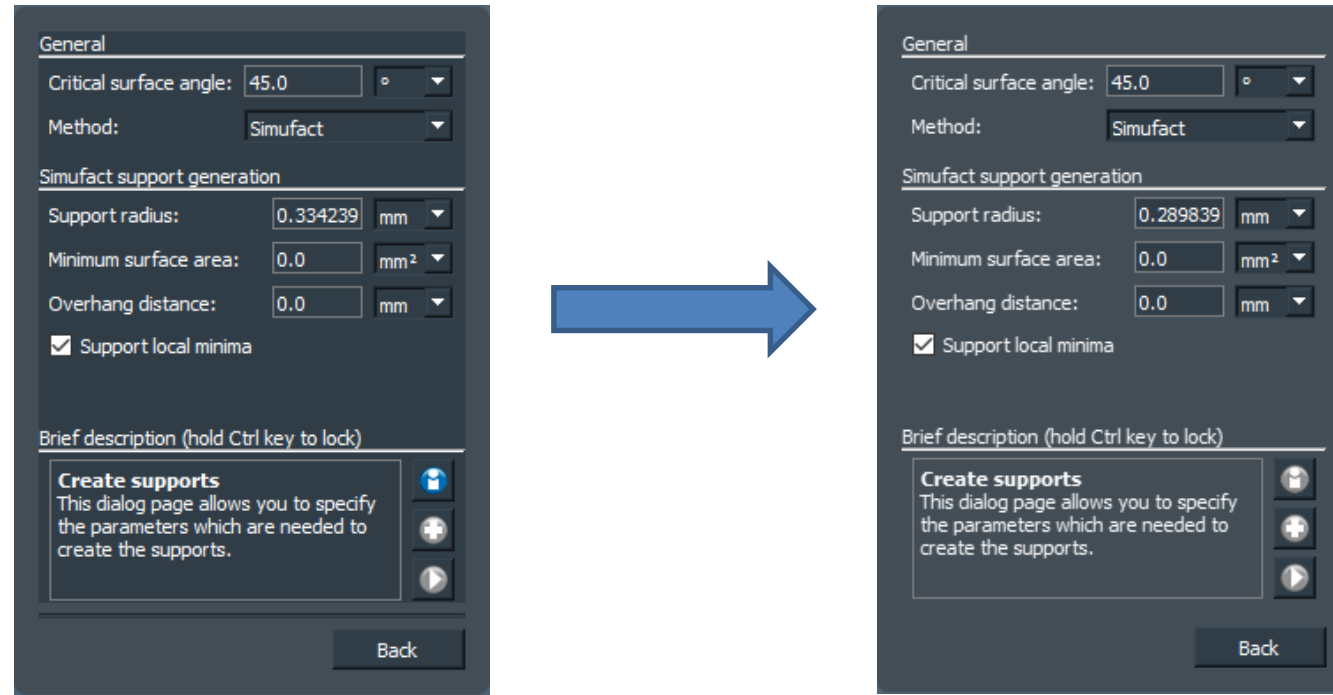 General
Critical surface angle: 45.0 °
Method: Simufact
Simufact support generation
Support radius: 0.334239 mm
Minimum surface area: 0.0 mm²
Overhang distance: 0.0 mm
Support local minima
Brief description (hold Ctrl key to lock)
Create supports
This dialog page allows you to specify
the parameters which are needed to
create the supports.
Back
General
Critical surface angle: 45.0 °
Method: Simufact
Simufact support generation
Support radius: 0.289839 mm
Minimum surface area: 0.0 mm²
Overhang distance: 0.0 mm
Support local minima
Brief description (hold Ctrl key to lock)
Create supports
This dialog page allows you to specify
the parameters which are needed to
create the supports.
Back